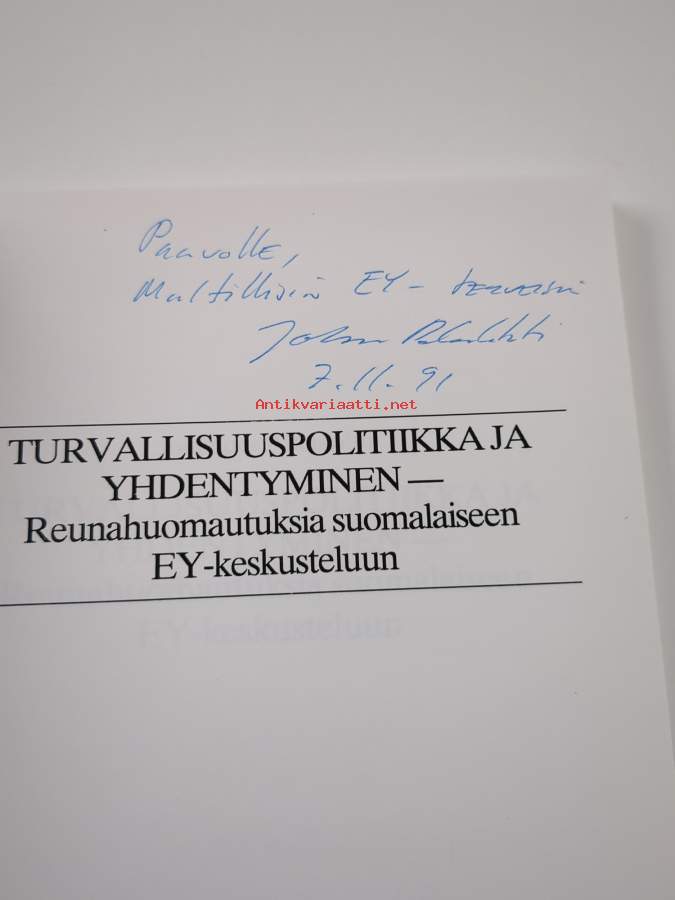 Paavolle,
Maltillisin EY - terveisin
7.11.91
Antikvariaatti.net
TURVALLISUUSPOLITIIKKA JA
YHDENTYMINEN —
Reunahuomautuksia suomalaiseen
EY-keskusteluun